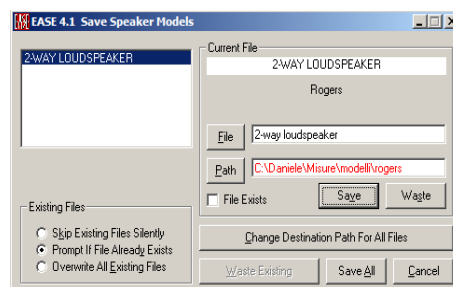 EASE 4.1 Save Speaker Models
2-WAY LOUDSPEAKER
Current File
2-WAY LOUDSPEAKER
Rogers
File
2-way loudspeaker
Path
C:\Daniele\Misure\modelli\rogers
File Exists
Save
Waste
Existing Files
Skip Existing Files Silently
Prompt If File Already Exists
Overwrite All Existing Files
Change Destination Path For All Files
Waste Existing
Save All
Cancel